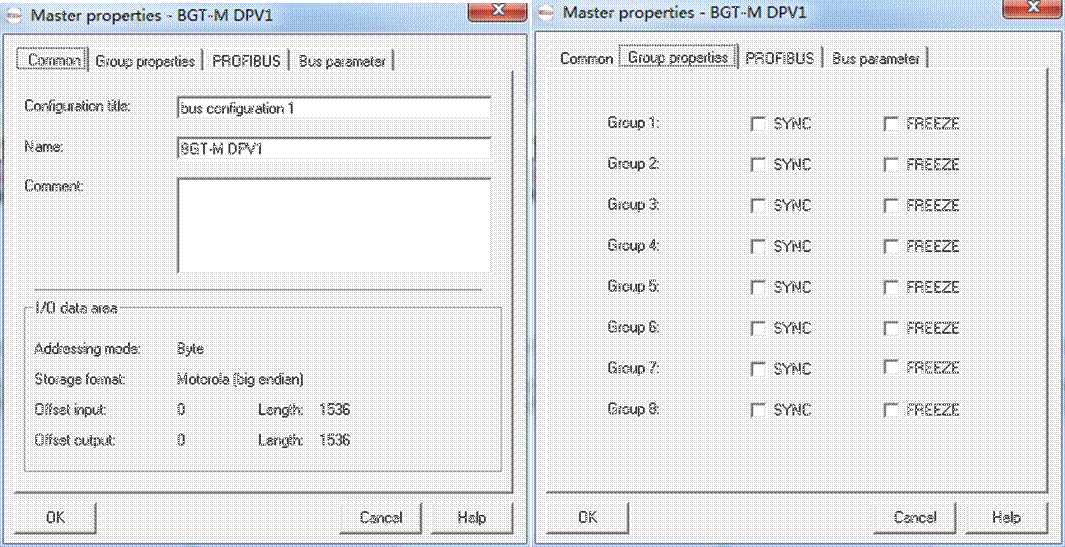 Master properties - BGT-M DPV1
Common Group properties PROFIBUS Bus parameter
Configuration title: bus configuration 1
Name: BGT-M DPV1
Comment:
I/O data area
Addressing mode: Byte
Storage format: Motorola (big endian)
Offset input: 0 Length: 1536
Offset output: 0 Length: 1536
OK Cancel Help
Master properties - BGT-M DPV1
Common Group properties PROFIBUS Bus parameter
Group 1: SYNC FREEZE
Group 2: SYNC FREEZE
Group 3: SYNC FREEZE
Group 4: SYNC FREEZE
Group 5: SYNC FREEZE
Group 6: SYNC FREEZE
Group 7: SYNC FREEZE
Group 8: SYNC FREEZE
OK Cancel Help